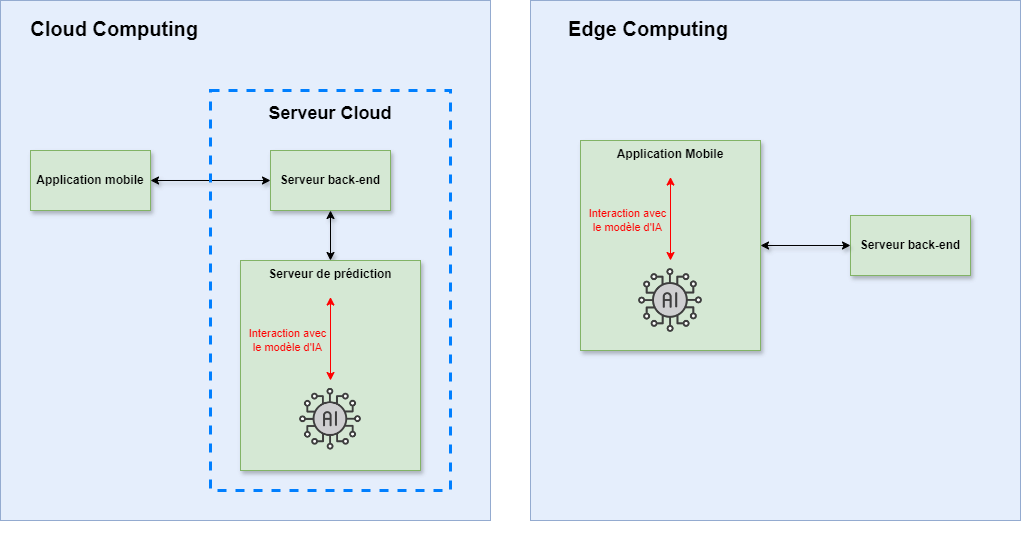 Cloud Computing
Serveur Cloud
Application mobile
Serveur back-end
Serveur de prédiction
Interaction avec
le modèle d'IA
AI
Edge Computing
Application Mobile
Interaction avec
le modèle d'IA
AI
Serveur back-end